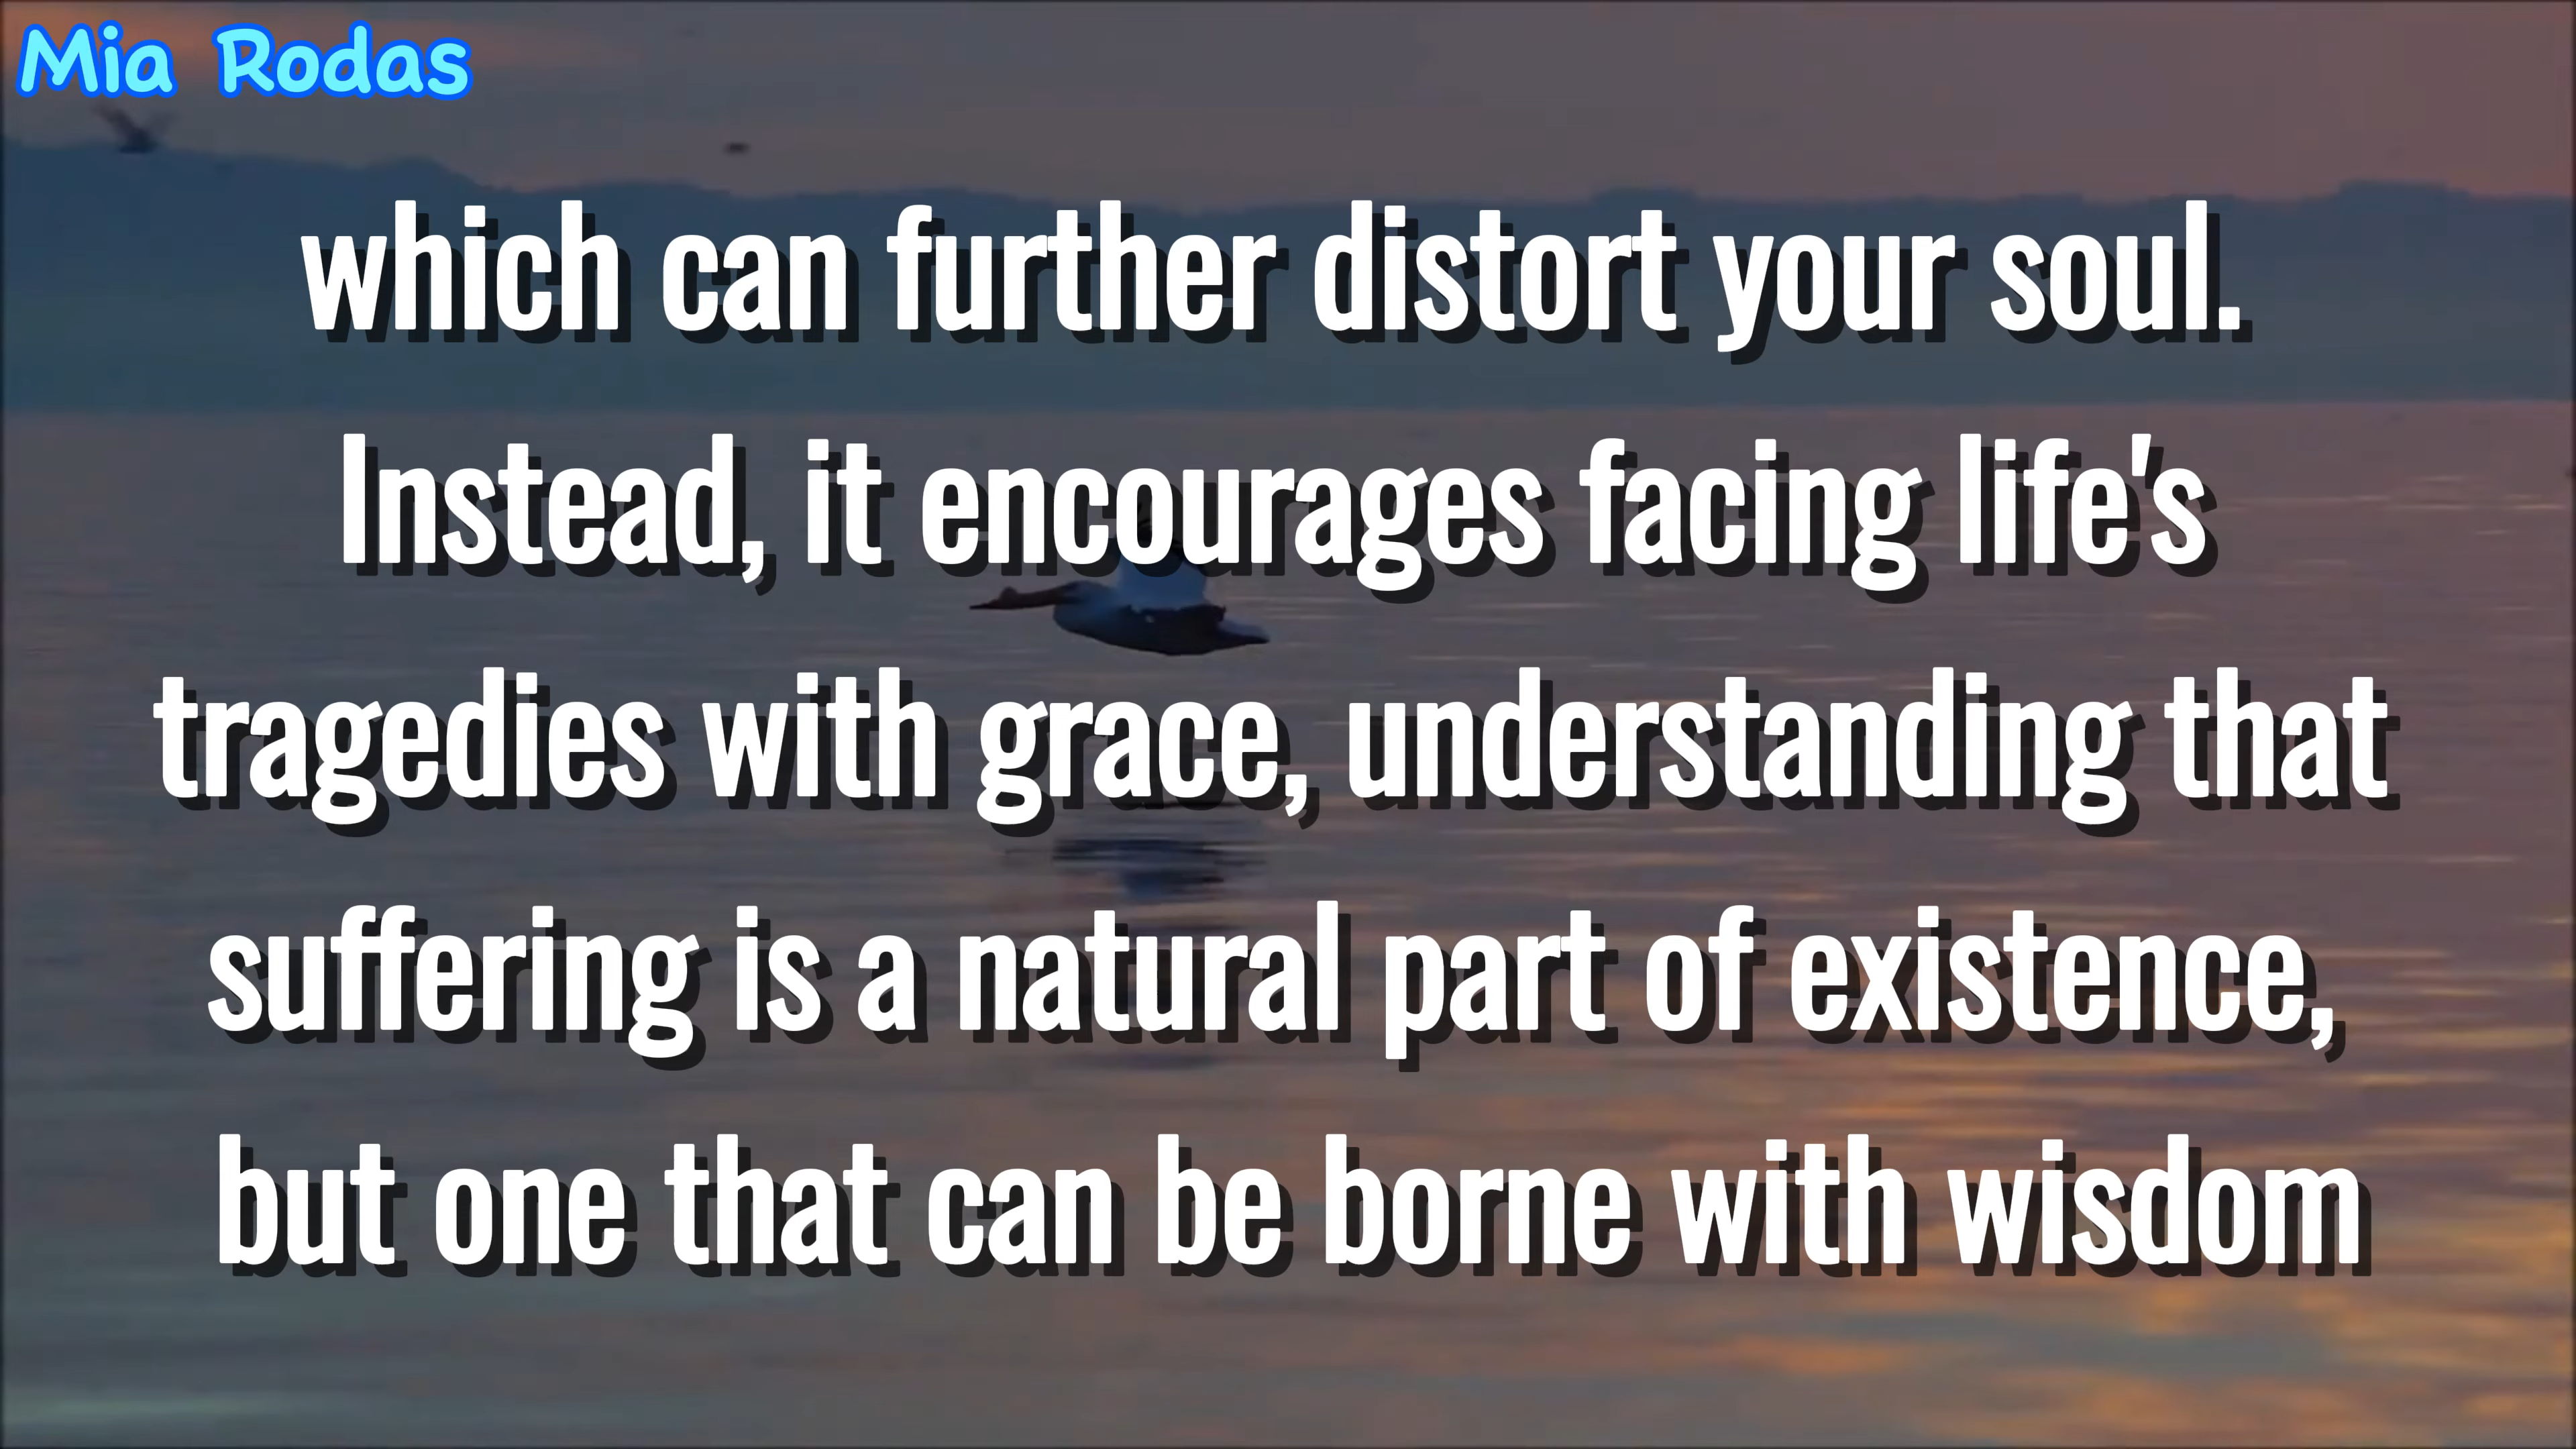 Mia Rodas
which can further distort your soul.
Instead, it encourages facing life's
tragedies with grace, understanding that
suffering is a natural part of existence,
but one that can be borne with wisdom